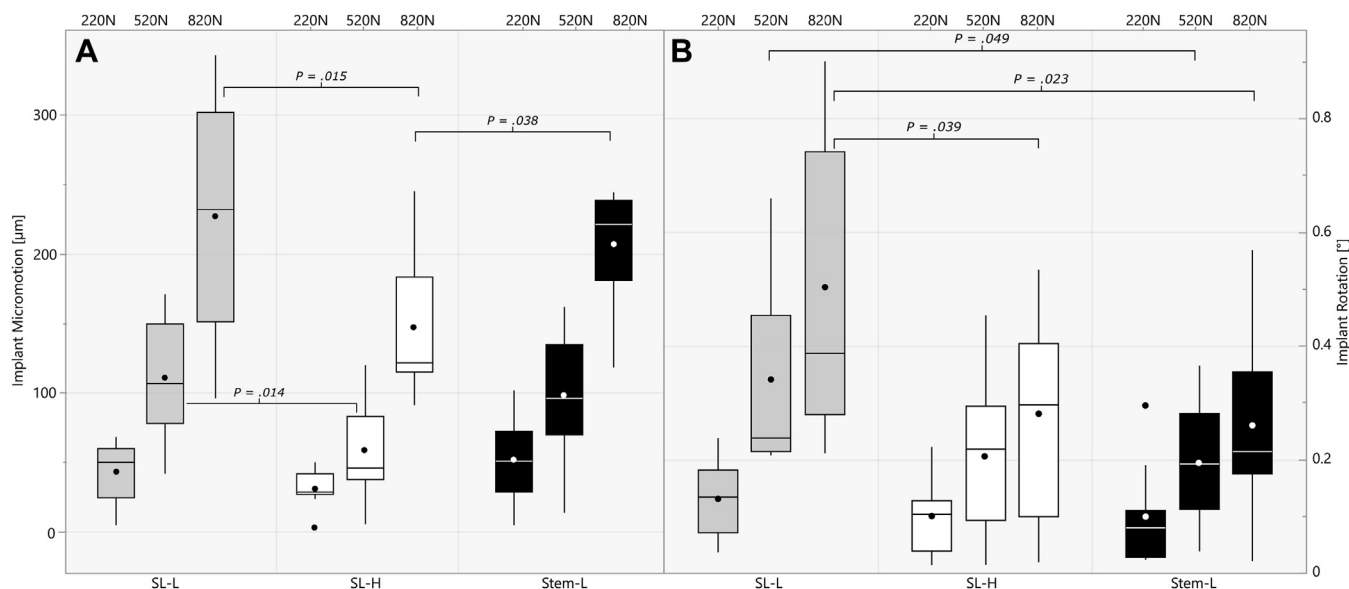 220N 520N 820N 220N 520N 820N 220N 520N 820N 220N 520N 820N 220N 520N 820N 220N 520N 820N
A
B
P = .049
P = .015
P = .023
P = .038
P = .039
P = .014
Implant Micromotion [µm]
300
200
100
0
Implant Rotation [°]
0.8
0.6
0.4
0.2
0
SL-L SL-H Stem-L SL-L SL-H Stem-L